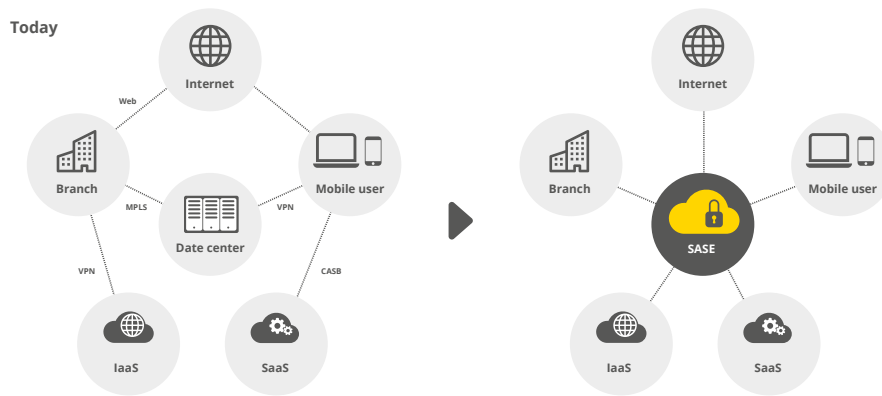 Today
Internet
Web
Branch
Mobile user
MPLS
VPN
Date center
VPN
CASB
IaaS
SaaS
Internet
Branch
Mobile user
SASE
IaaS
SaaS